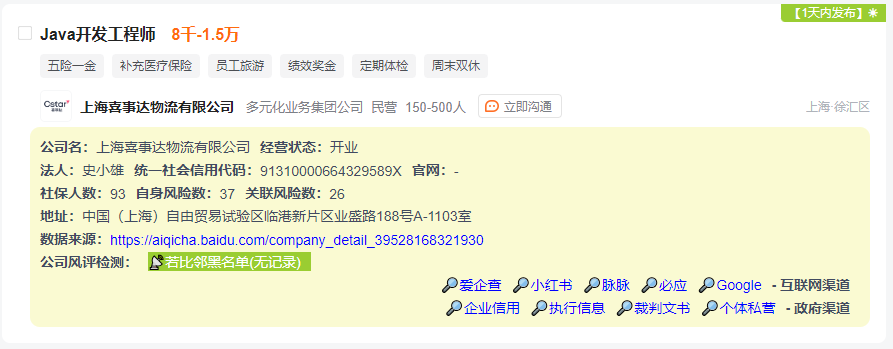 【1天内发布】✳
Java开发工程师 8千-1.5万
五险一金 补充医疗保险 员工旅游 绩效奖金 定期体检 周末双休
Cstar 上海喜事达物流有限公司 多元化业务集团公司 民营 150-500人 立即沟通 上海·徐汇区
公司名：上海喜事达物流有限公司 经营状态：开业
法人：史小雄 统一社会信用代码：91310000664329589X 官网：-
社保人数：93 自身风险数：37 关联风险数：26
地址：中国（上海）自由贸易试验区临港新片区业盛路188号A-1103室
数据来源：https://aiqicha.baidu.com/company_detail_39528168321930
公司风评检测： 若比邻黑名单(无记录)
爱企查 小红书 脉脉 必应 Google - 互联网渠道
企业信用 执行信息 裁判文书 个体私营 - 政府渠道